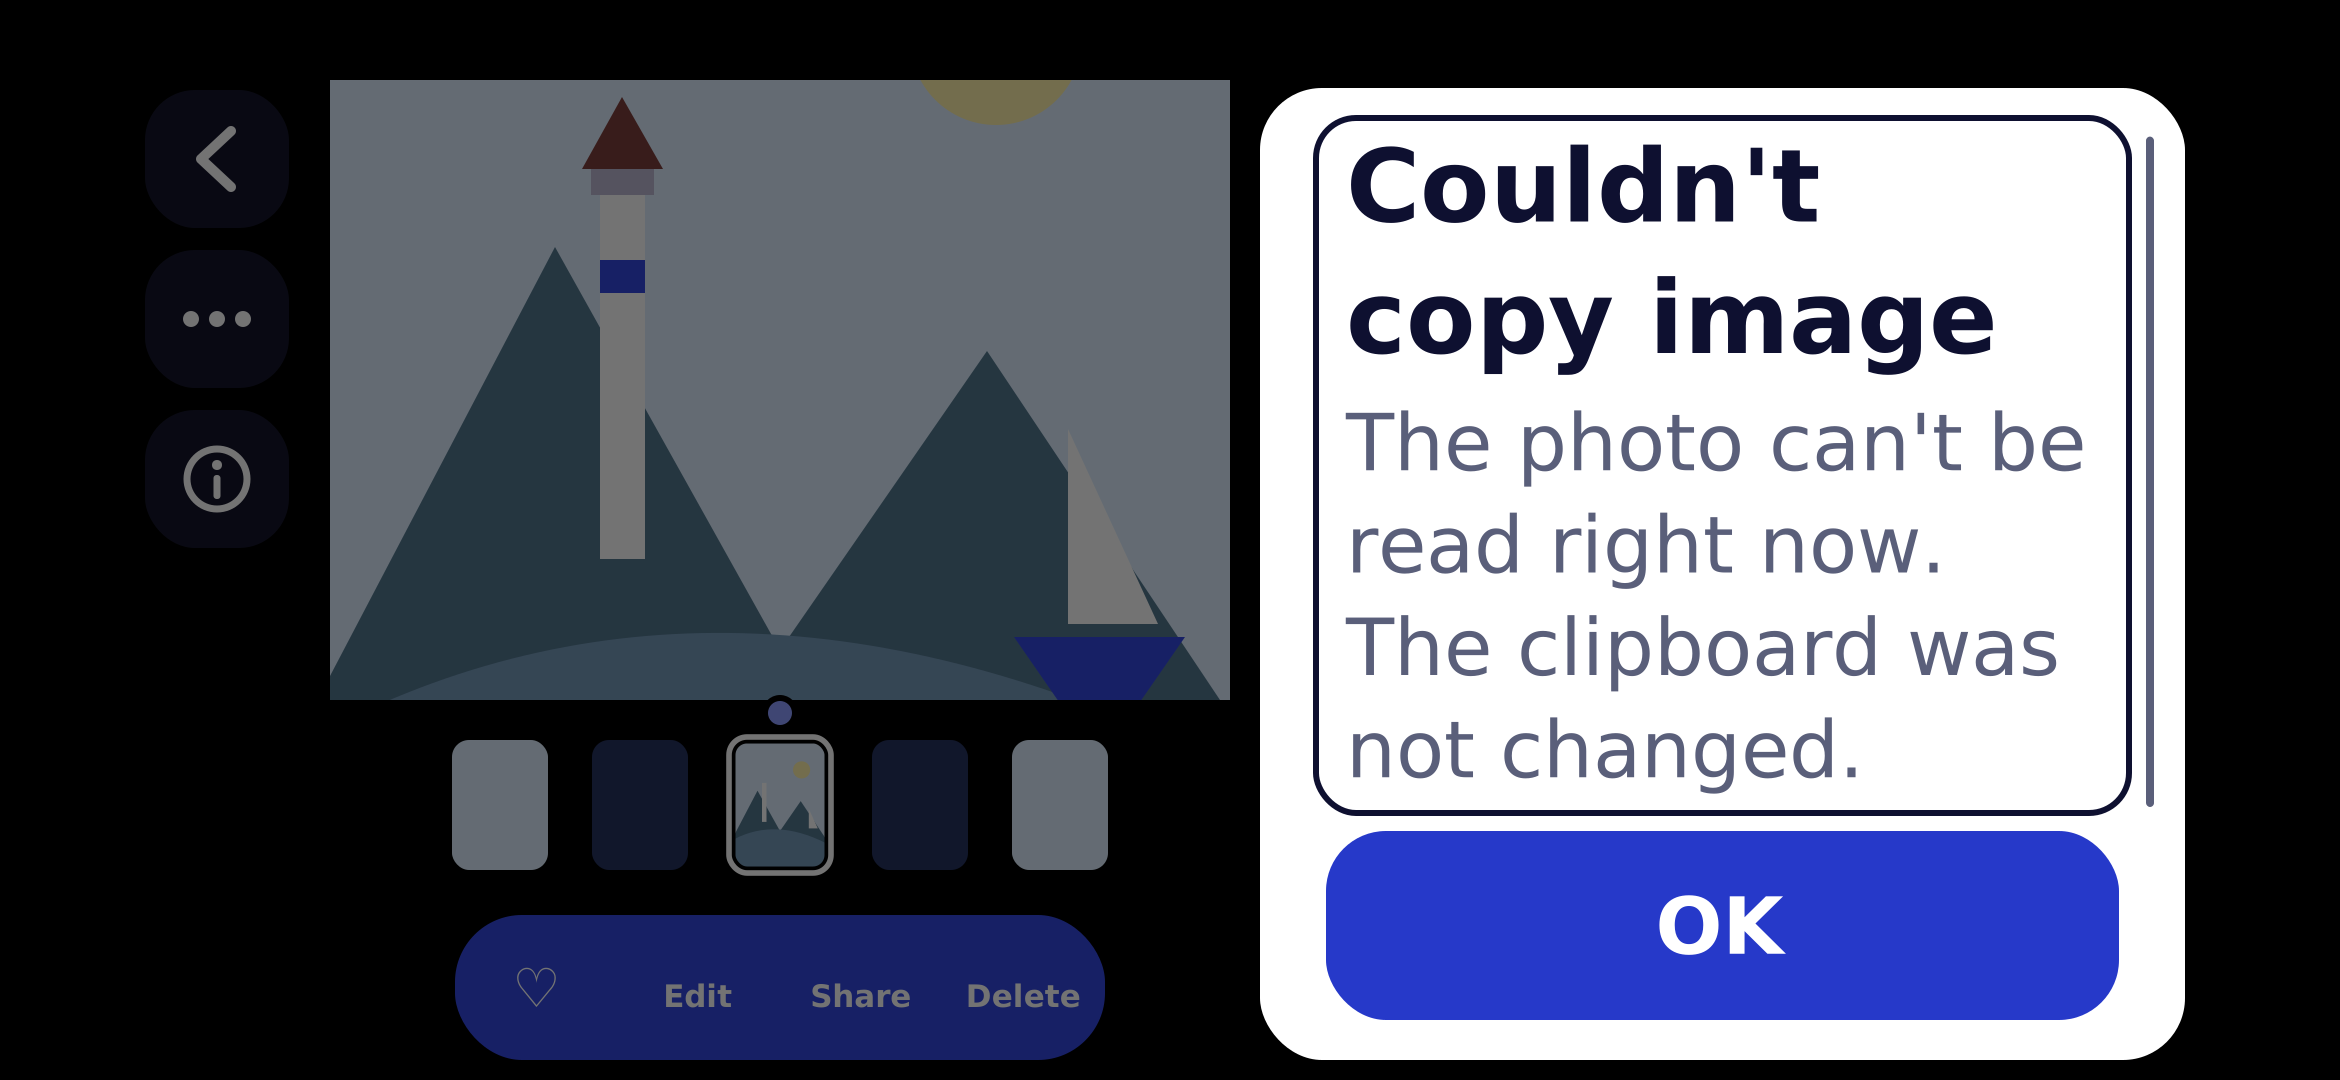 Couldn't
copy image
The photo can't be
read right now.
The clipboard was
not changed.
OK
Edit Share Delete